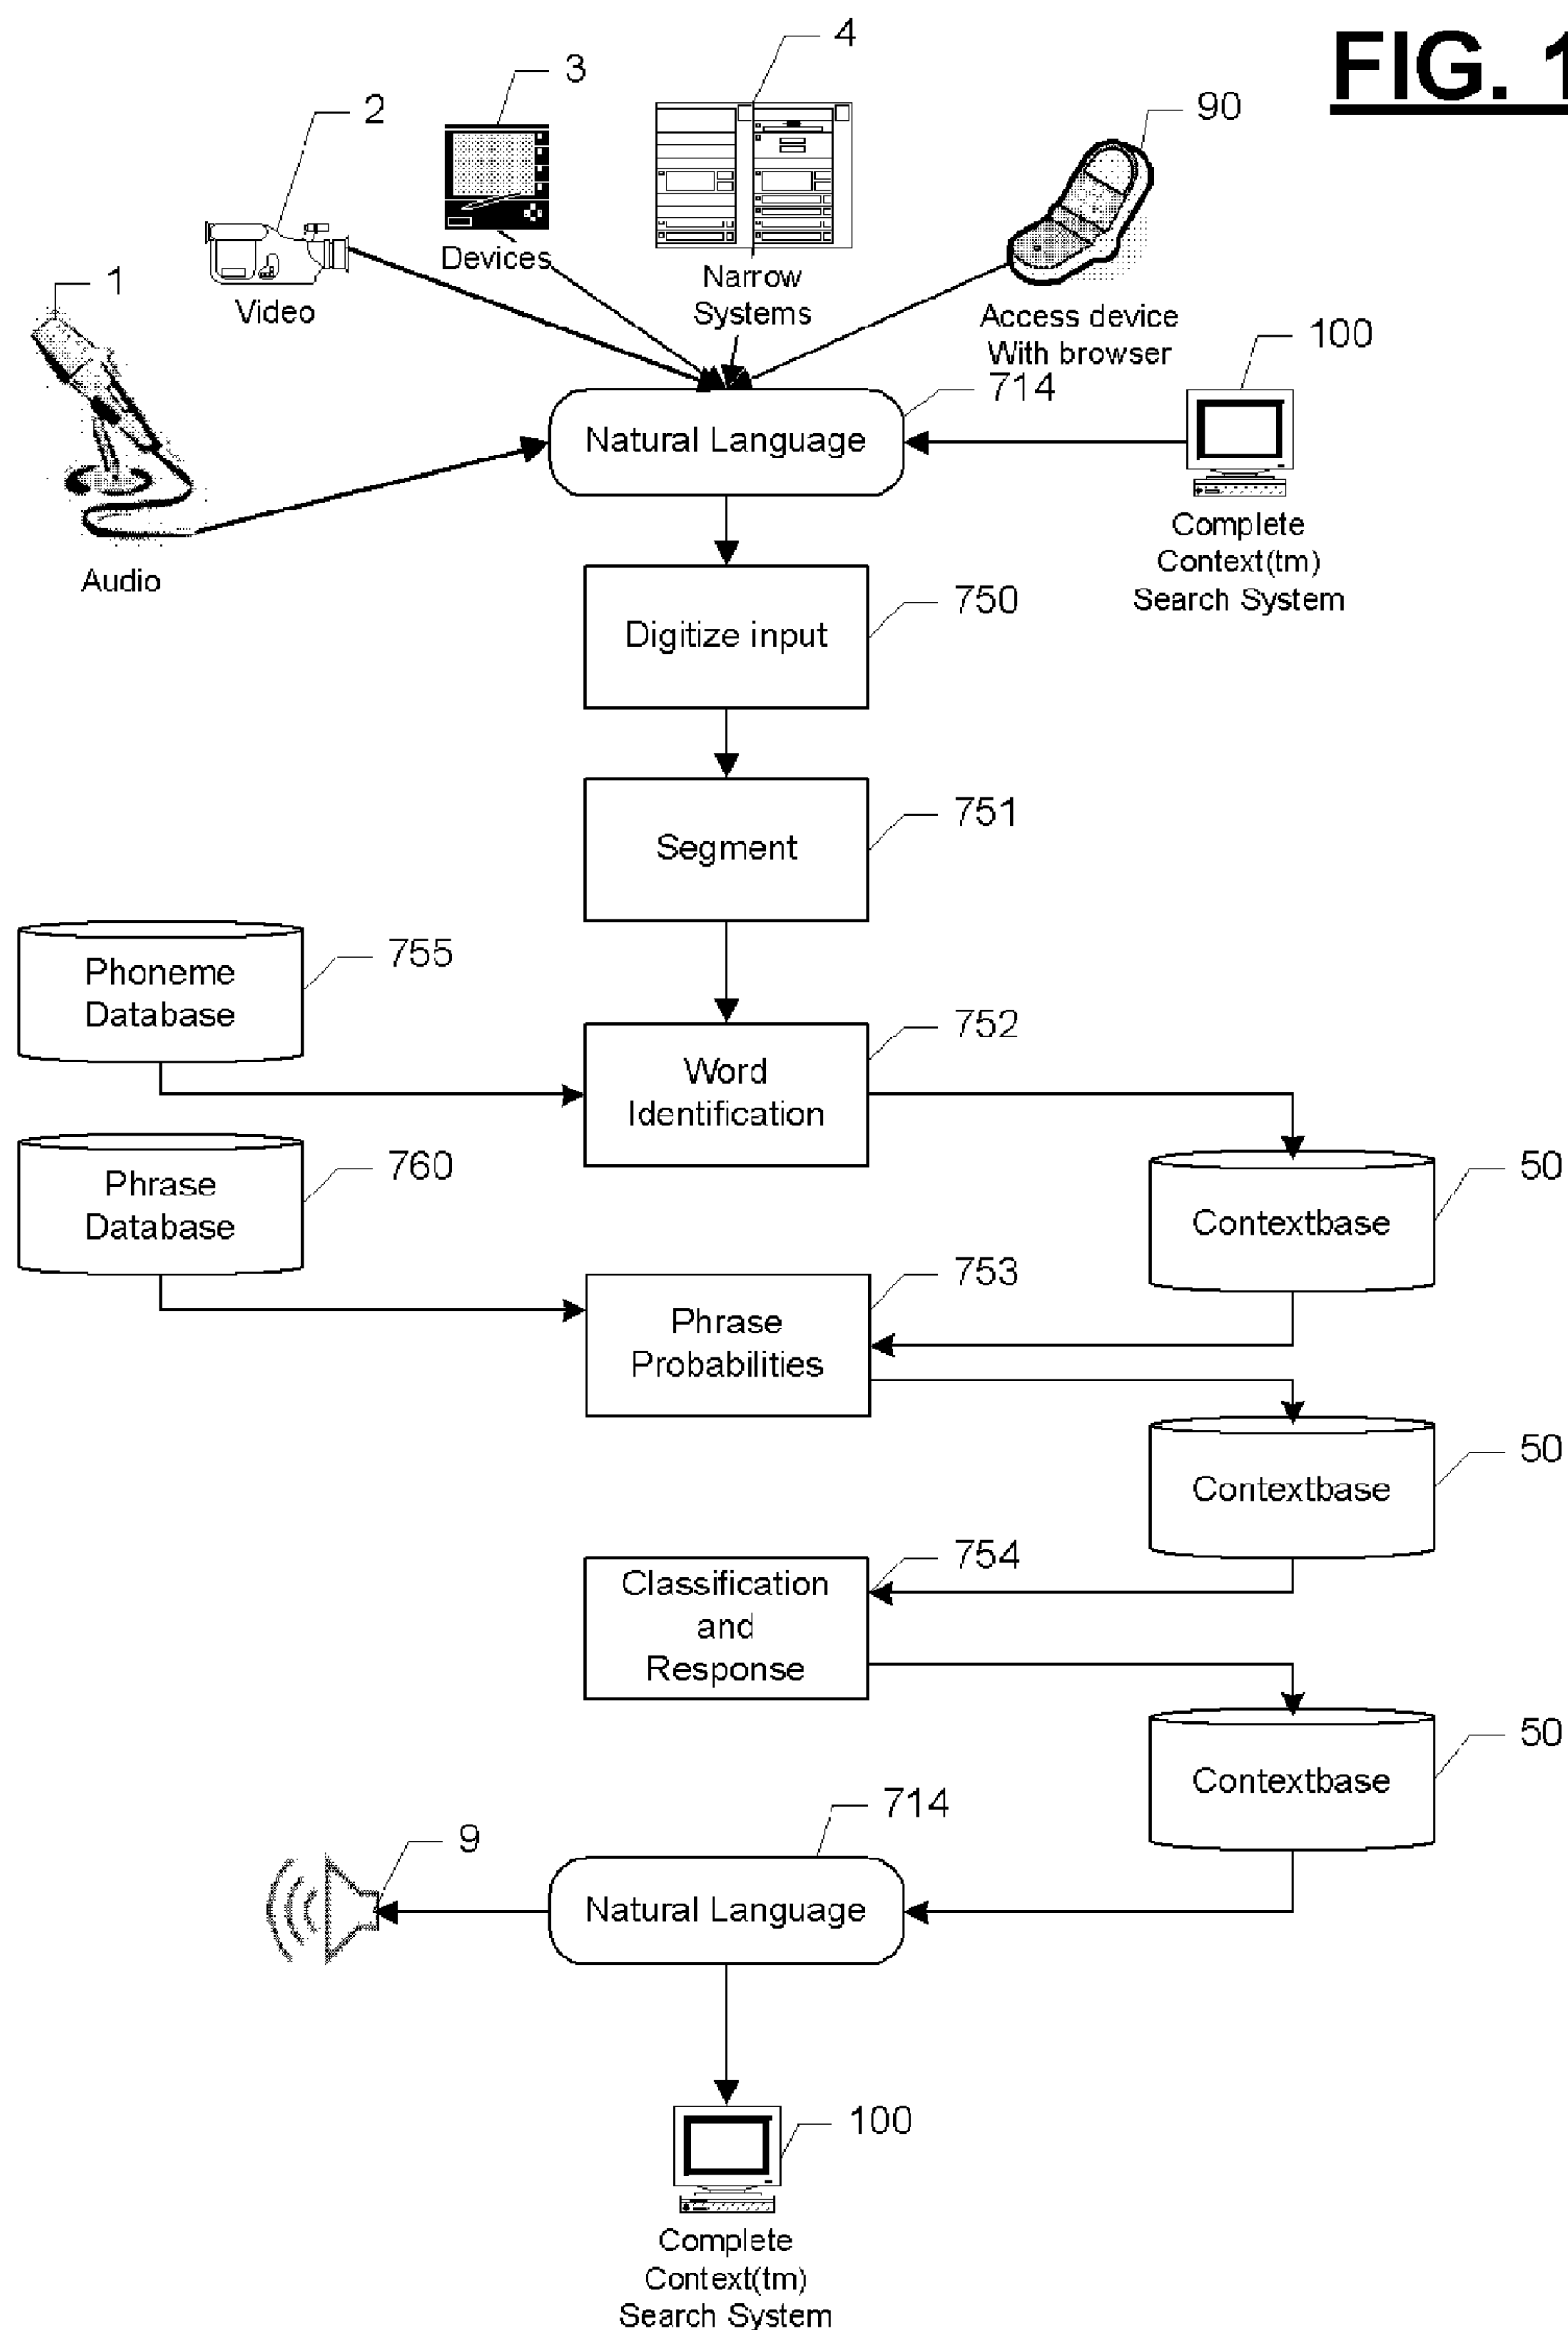 FIG. 1
4
3
2
90
1
Devices
Video
Narrow
Systems
Access device
With browser
100
714
Natural Language
Complete
Context(tm)
Search System
Audio
750
Digitize input
751
Segment
755
Phoneme
Database
752
Word
Identification
760
Phrase
Database
50
Contextbase
753
Phrase
Probabilities
50
Contextbase
754
Classification
and
Response
50
Contextbase
714
9
Natural Language
100
Complete
Context(tm)
Search System